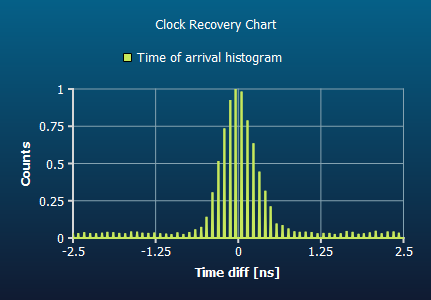 Clock Recovery Chart
Time of arrival histogram
1
0.75
0.5
0.25
0
Counts
-2.5 -1.25 0 1.25 2.5
Time diff [ns]